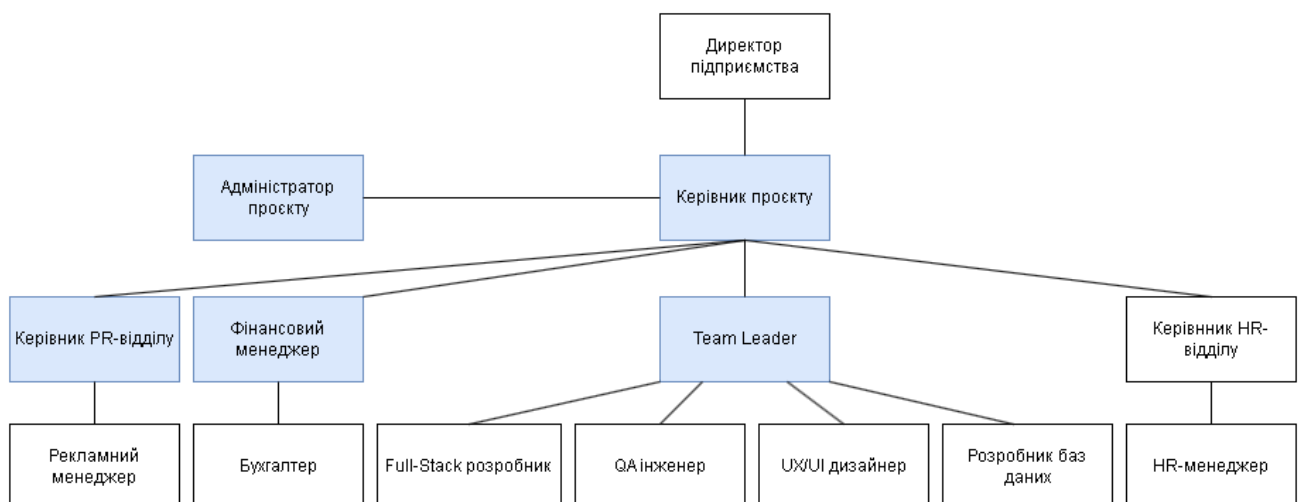 Директор
підприємства
Адміністратор
проєкту
Керівник проєкту
Керівник PR-відділу
Фінансовий
менеджер
Team Leader
Керівнник HR-
відділу
Рекламний
менеджер
Бухгалтер
Full-Stack розробник
QA інженер
UX/UI дизайнер
Розробник баз
даних
HR-менеджер